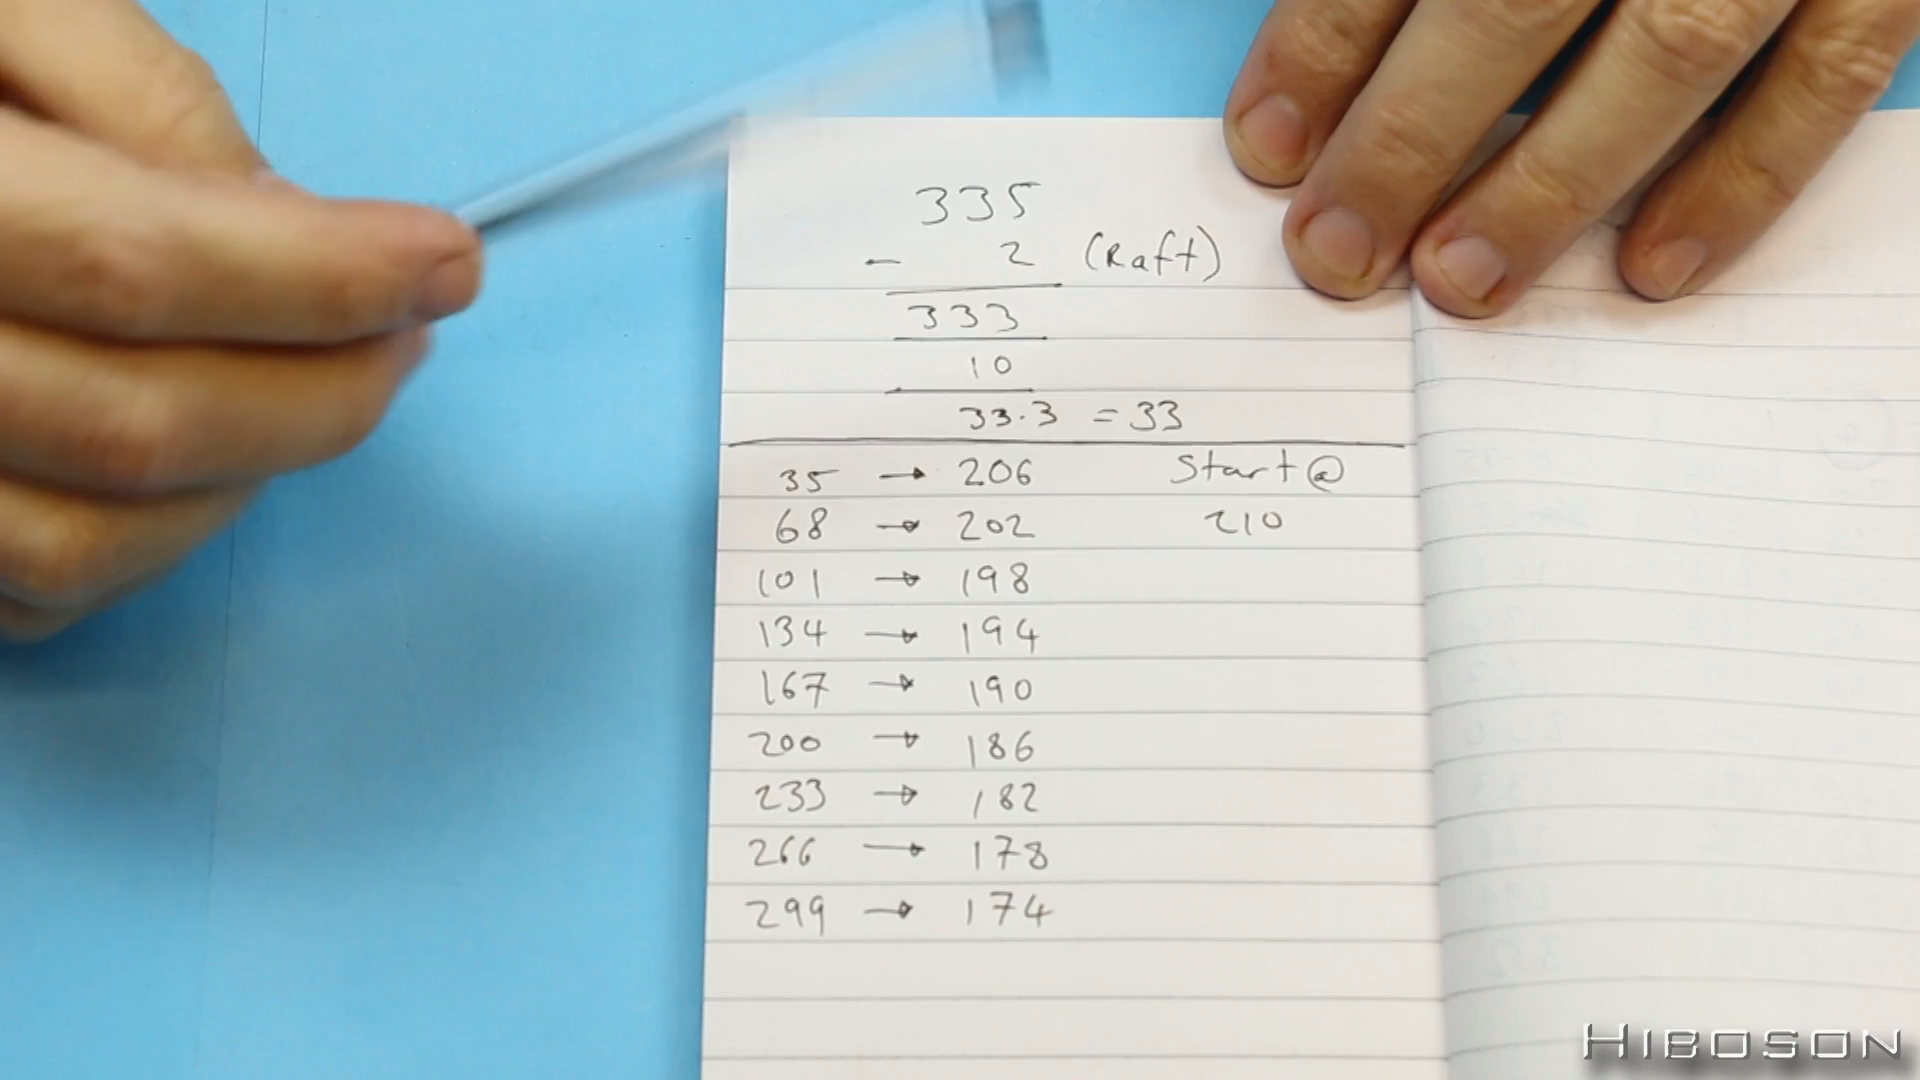 335
- 2 (Raft)
333
10
33.3 = 33
35 → 206 Start@
68 → 202 210
101 → 198
134 → 194
167 → 190
200 → 186
233 → 182
266 → 178
299 → 174
HIBOSON